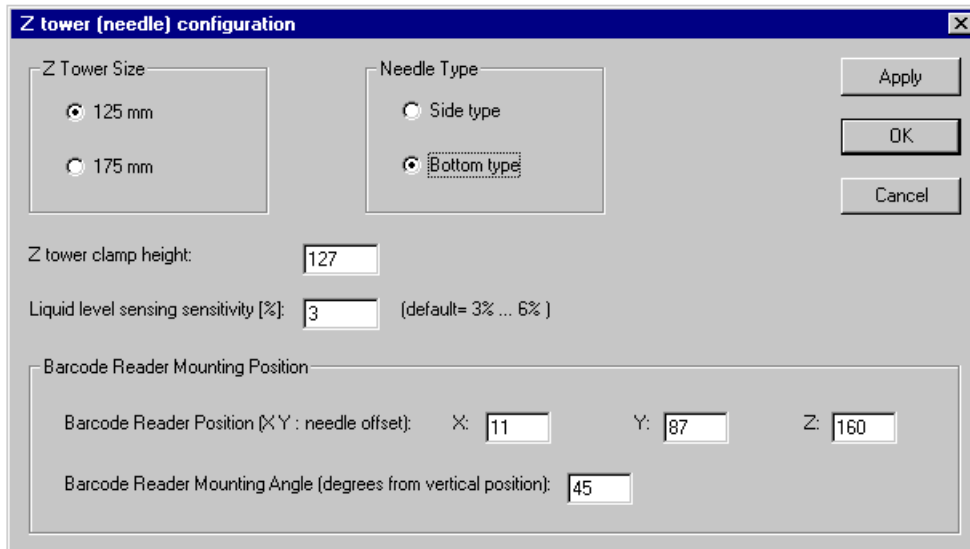 Z tower (needle) configuration
Z Tower Size
125 mm
175 mm
Needle Type
Side type
Bottom type
Apply
OK
Cancel
Z tower clamp height: 127
Liquid level sensing sensitivity [%]: 3 (default= 3% ... 6% )
Barcode Reader Mounting Position
Barcode Reader Position (X Y : needle offset): X: 11 Y: 87 Z: 160
Barcode Reader Mounting Angle (degrees from vertical position): 45